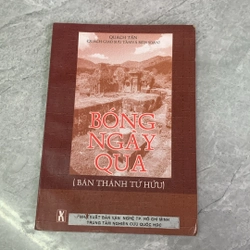 QUÁCH TẤN
BÓNG
NGÀY
QUA
( BÀN THÀNH TỨ HỮU)
NHÀ XUẤT BẢN VĂN NGHỆ TP. HỒ CHÍ MINH
TRUNG TÂM NGHIÊN CỨU QUỐC HỌC